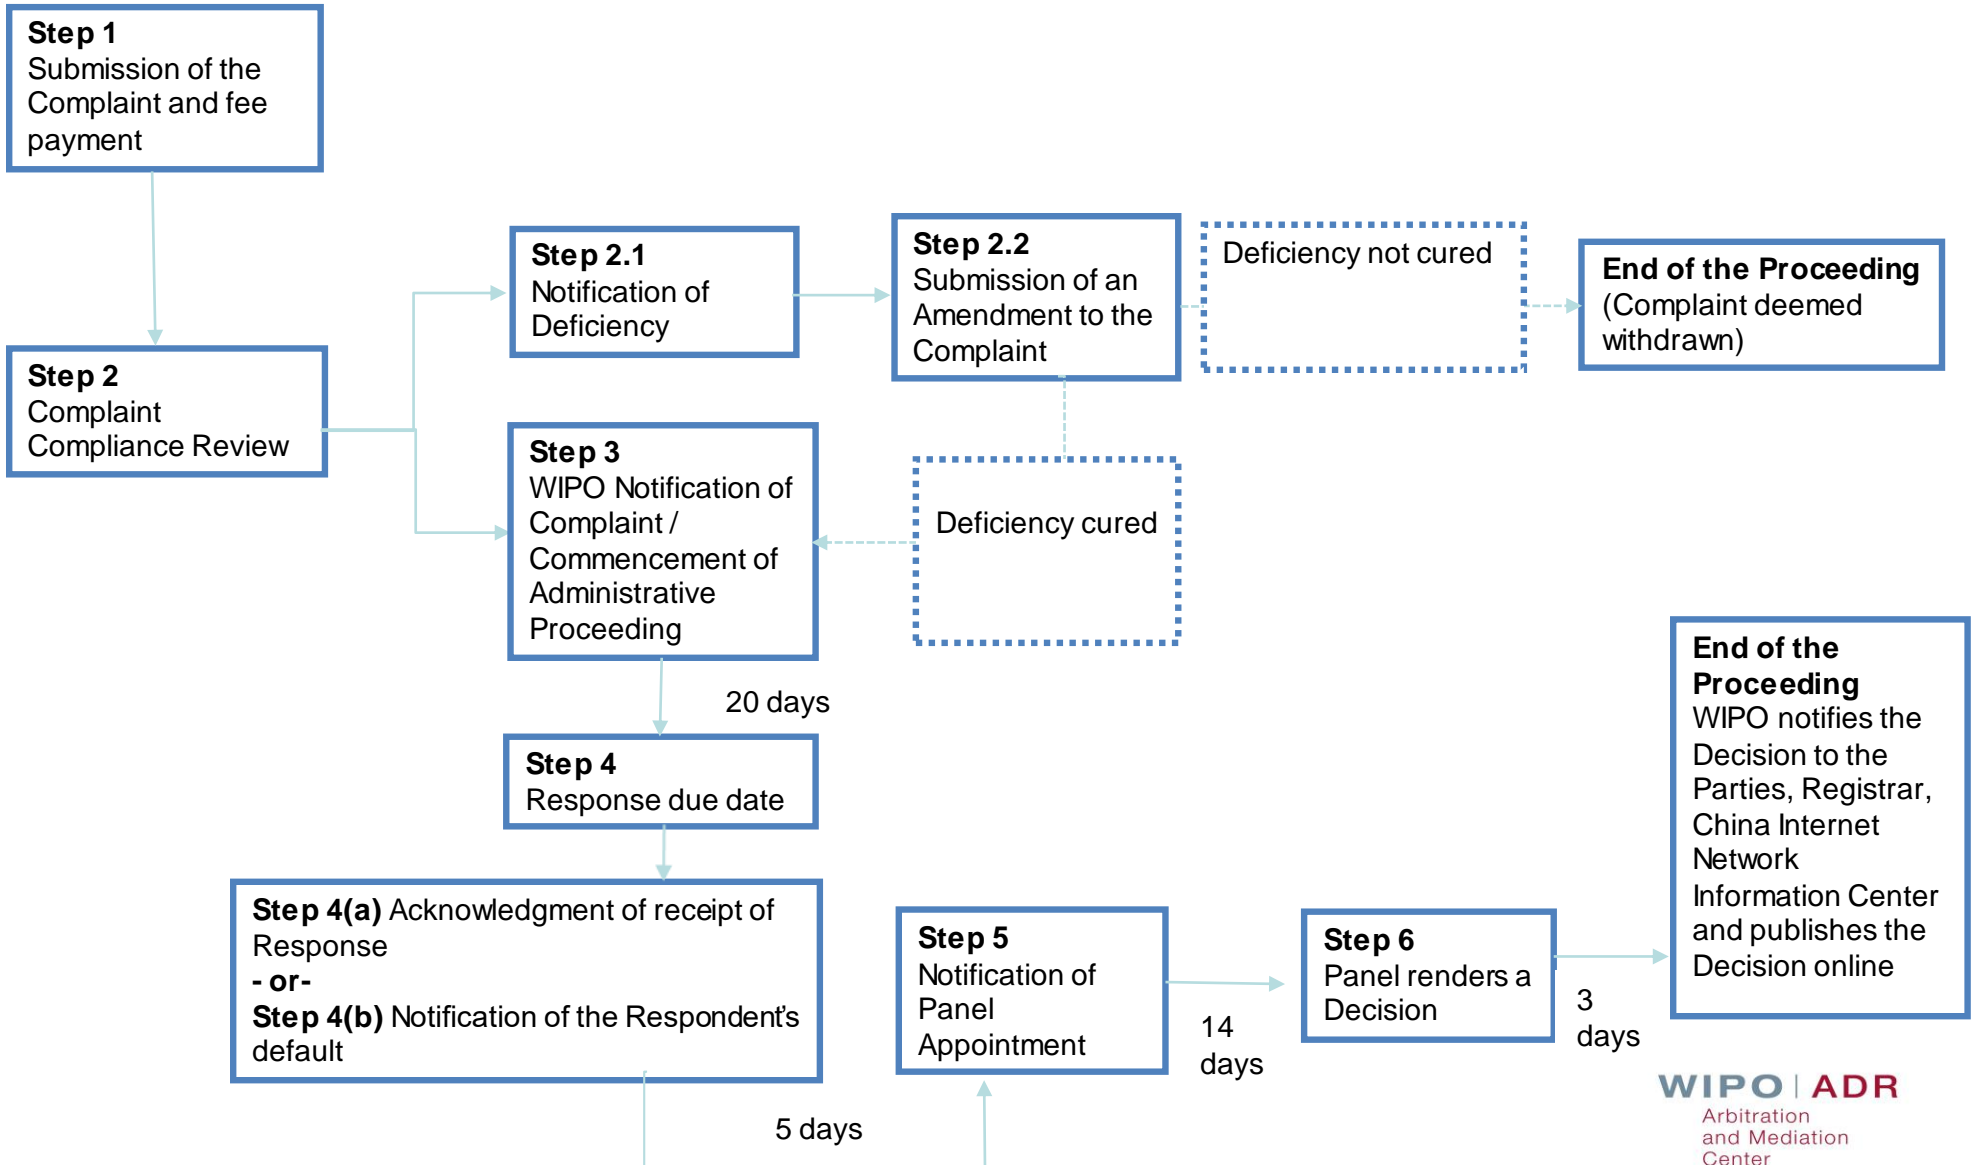 Step 1
Submission of the
Complaint and fee
payment
Step 2
Complaint
Compliance Review
Step 2.1
Notification of
Deficiency
Step 2.2
Submission of an
Amendment to the
Complaint
Deficiency not cured
End of the Proceeding
(Complaint deemed
withdrawn)
Step 3
WIPO Notification of
Complaint /
Commencement of
Administrative
Proceeding
Deficiency cured
20 days
Step 4
Response due date
Step 4(a) Acknowledgment of receipt of
Response
- or-
Step 4(b) Notification of the Respondent's
default
5 days
Step 5
Notification of
Panel
Appointment
14
days
Step 6
Panel renders a
Decision
3
days
End of the
Proceeding
WIPO notifies the
Decision to the
Parties, Registrar,
China Internet
Network
Information Center
and publishes the
Decision online
WIPO | ADR
Arbitration
and Mediation
Center